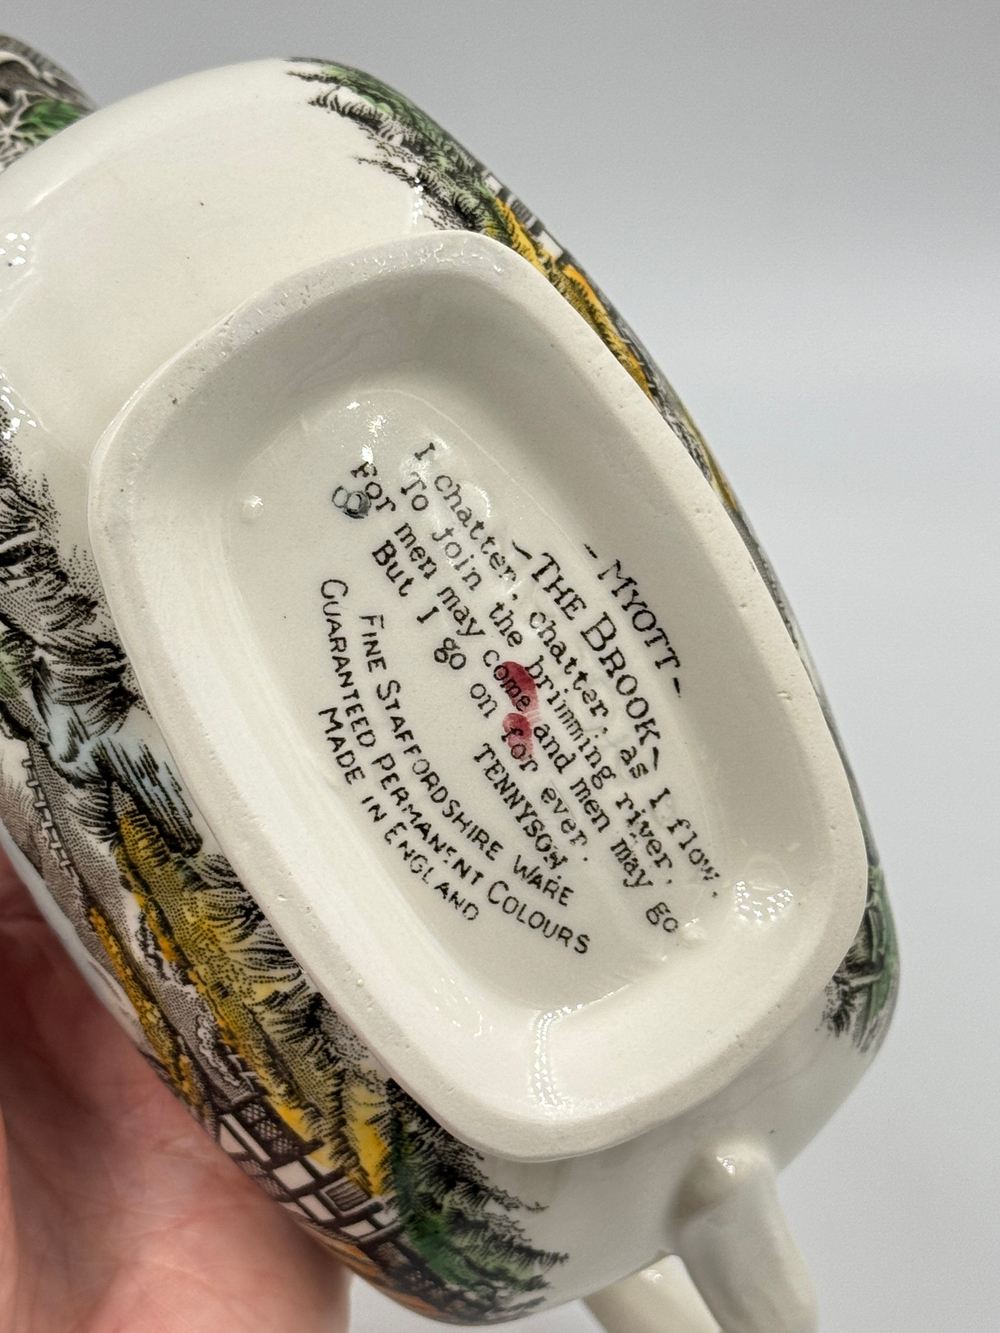 - MYOTT -
~ THE BROOK ~
I chatter, chatter, as I flow,
To join the brimming river,
For men may come and men may go
But I go on for ever.
TENNYSON.
FINE STAFFORDSHIRE WARE
GUARANTEED PERMANENT COLOURS
MADE IN ENGLAND
8